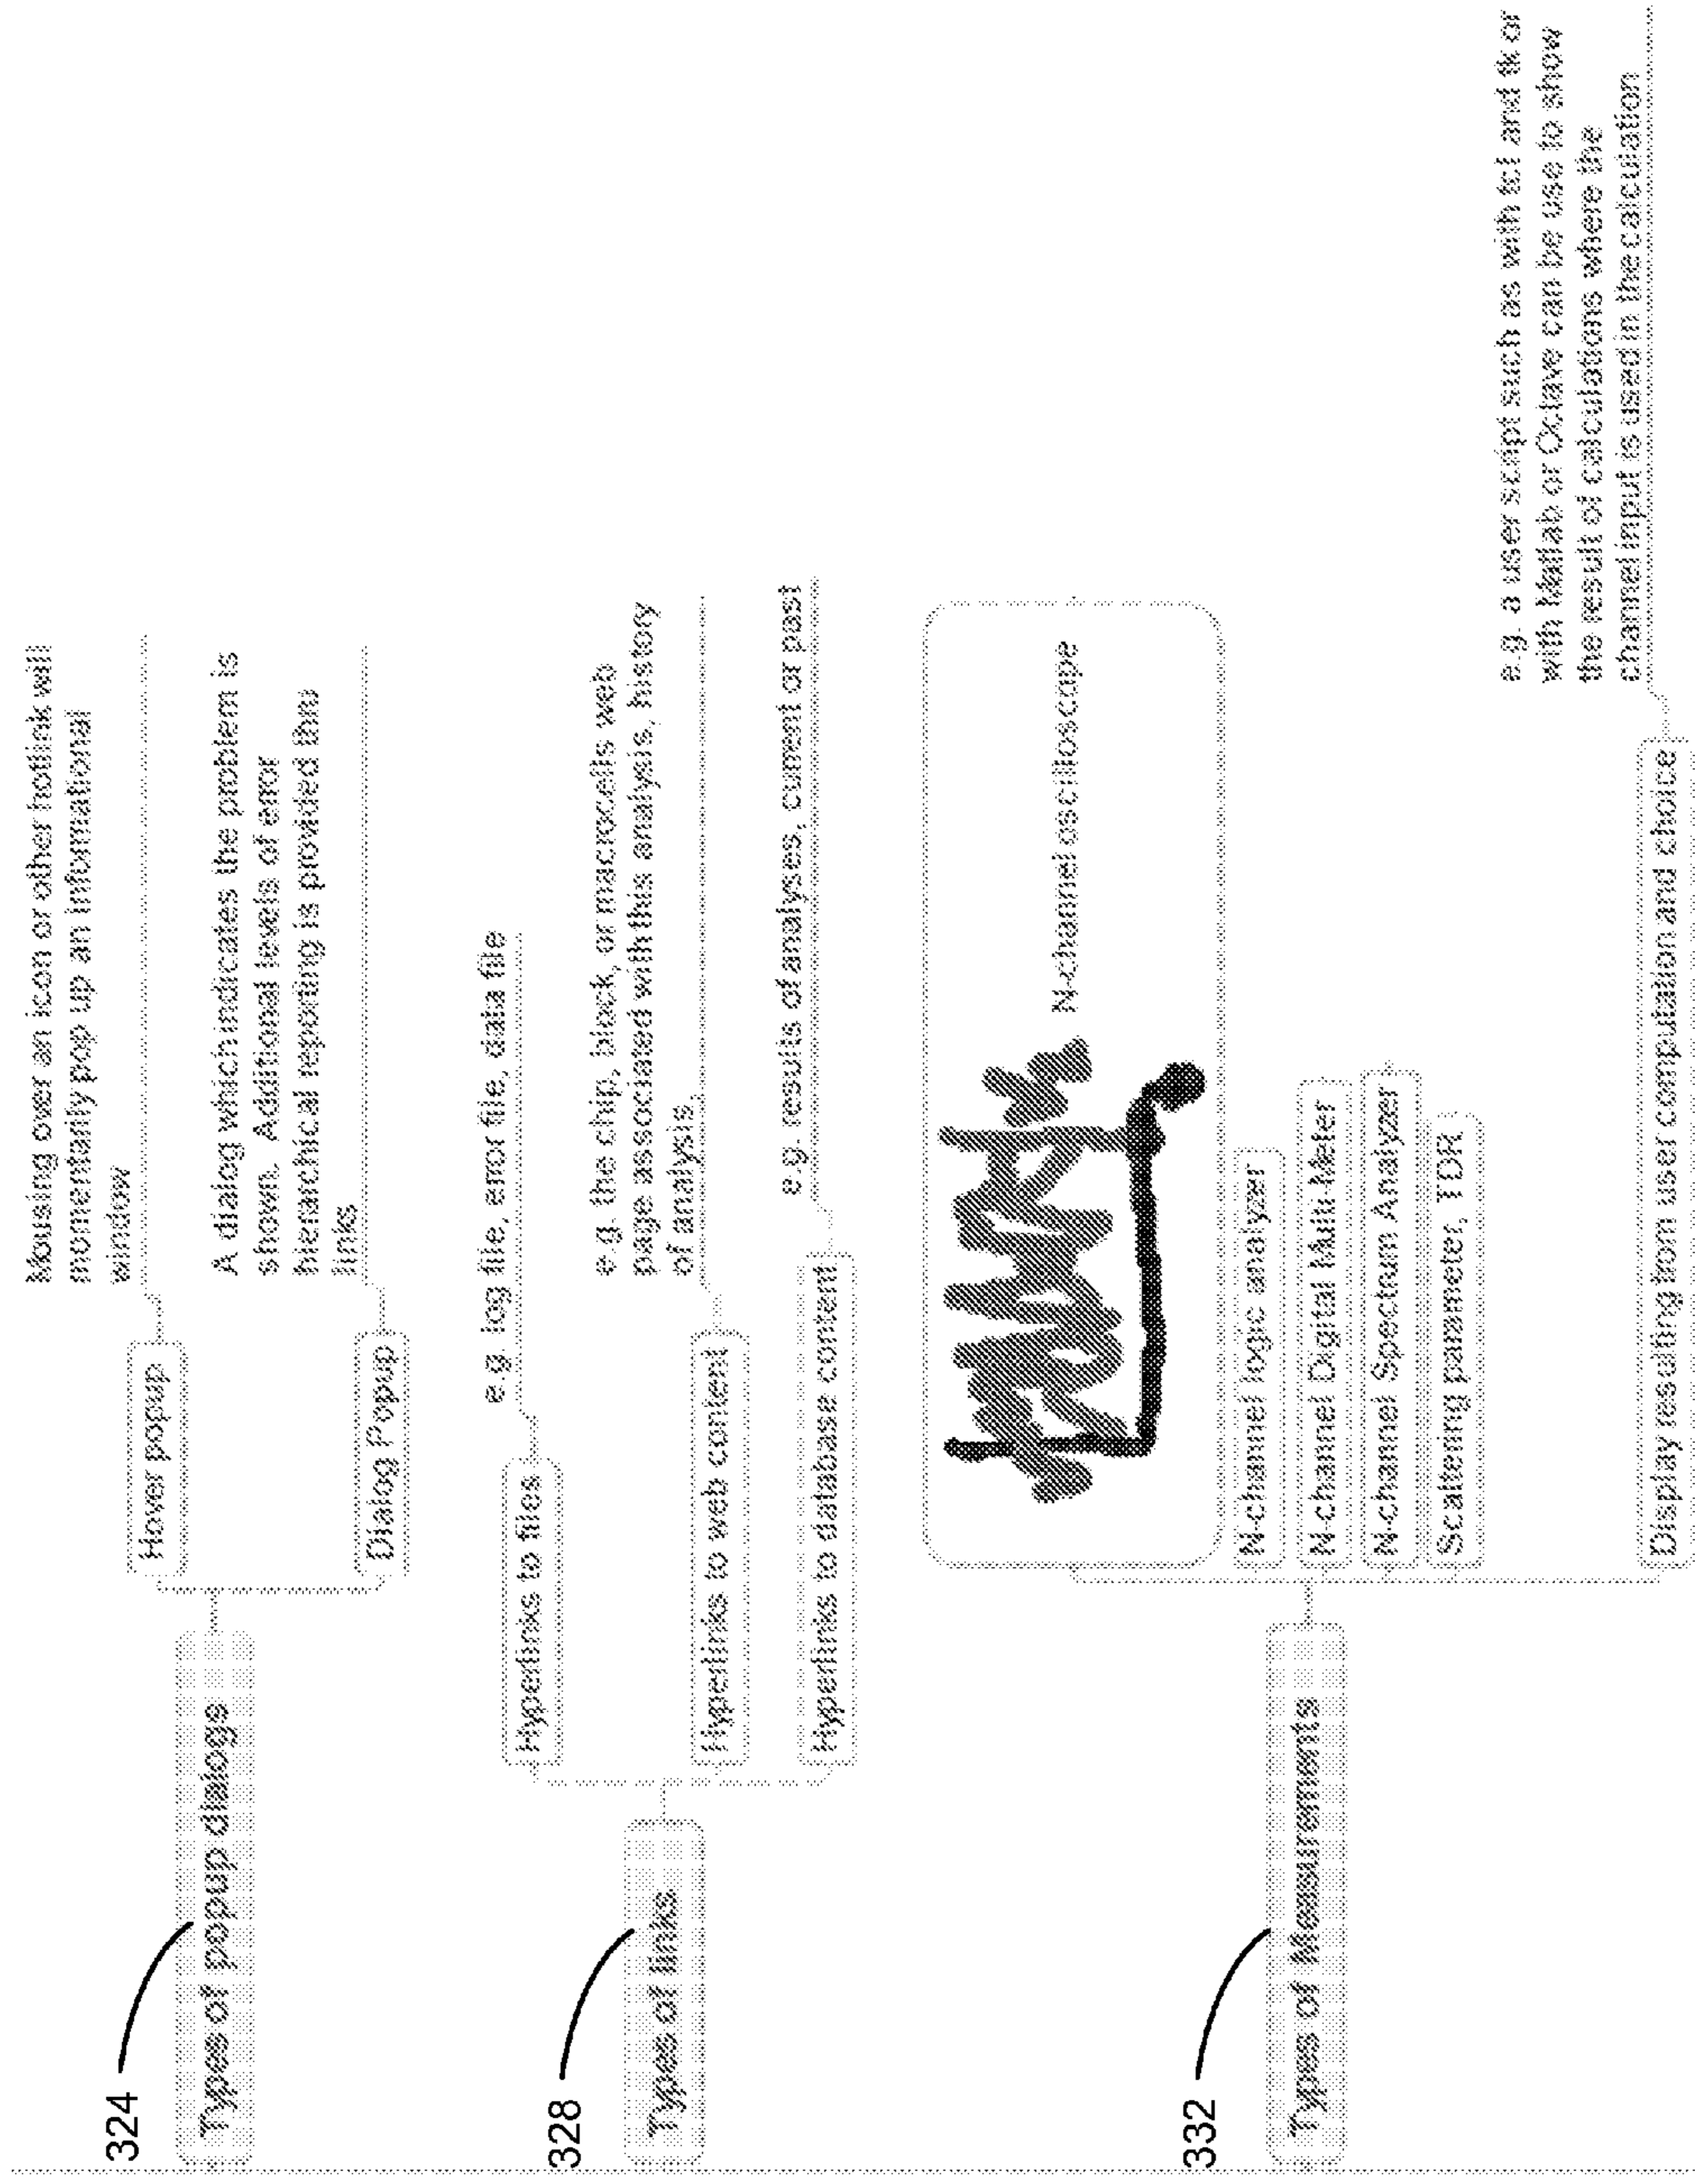 324
Types of popup dialogs
Hover popup
Mousing over an icon or other hotlink will
momentarily pop up an informational
window
Dialog Popup
A dialog which indicates the problem is
shown. Additional levels of error
hierarchical reporting is provided thru
links
328
Types of links
Hyperlinks to files
e.g. log file, error file, data file
Hyperlinks to web content
e.g. the chip, block, or macrocells web
page associated with this analysis, history
of analysis.
Hyperlinks to database content
e.g. results of analyses, current or past
332
Types of Measurements
N-channel oscilloscope
N-channel logic analyzer
N-channel Digital Multi-Meter
N-channel Spectrum Analyzer
Scattering parameter, TDR
Display resulting from user computation and choice
e.g. a user script such as with tcl and tk or
with Matlab or Octave can be use to show
the result of calculations where the
channel input is used in the calculation